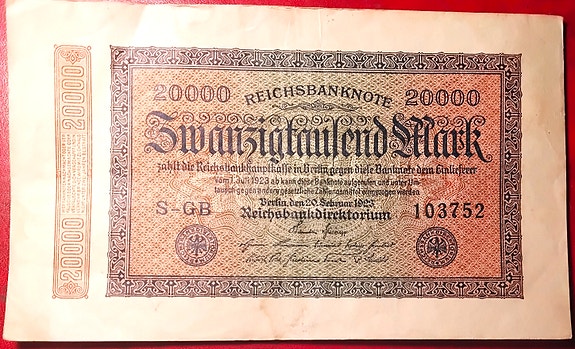 20000 REICHSBANKNOTE 20000
Zwanzigtausend Mark
zahlt die Reichsbankhauptkasse in Berlin gegen diese Banknote dem Einlieferer
Vom 1. Juli 1923 ab kann diese Banknote aufgerufen und unter Um-
tausch gegen andere gesetzliche Zahlungsmittel eingezogen werden
Berlin, den 20. Februar 1923
S-GB Reichsbankdirektorium 103752
20000 20000